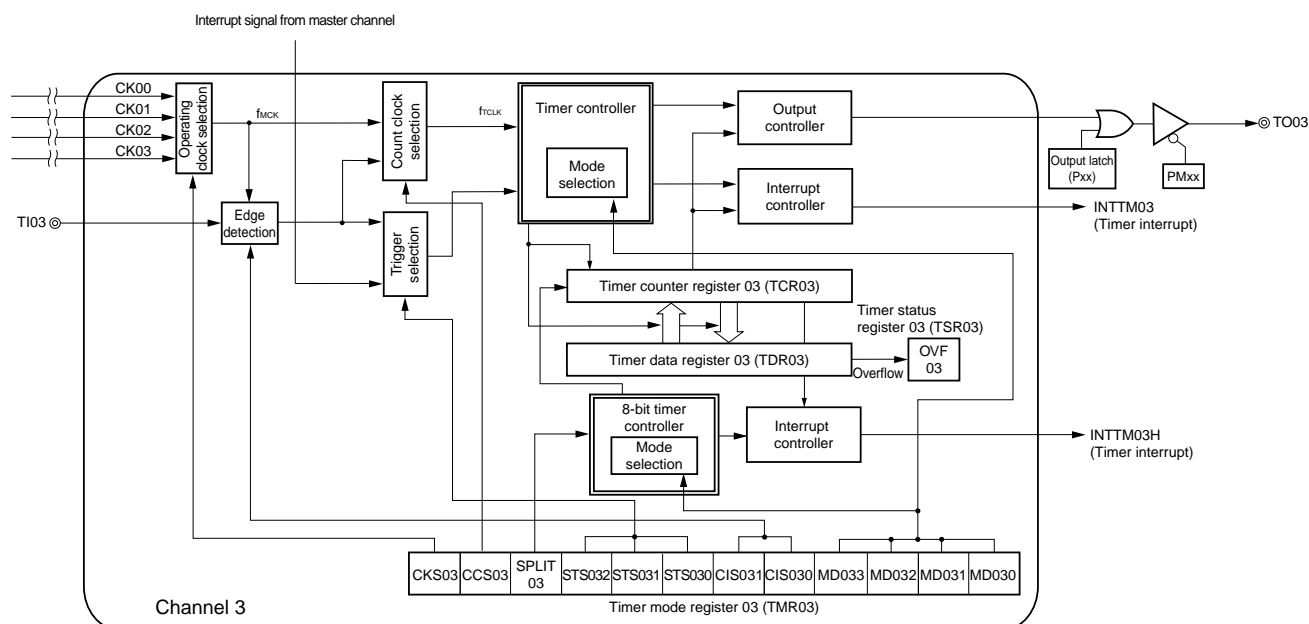 Interrupt signal from master channel
CK00
CK01
CK02
CK03
Operating
clock selection
fMCK
Count clock
selection
fTCLK
Timer controller
Mode
selection
Output
controller
TO03
Output latch
(Pxx)
PMxx
Interrupt
controller
INTTM03
(Timer interrupt)
TI03
Edge
detection
Trigger
selection
Timer counter register 03 (TCR03)
Timer status
register 03 (TSR03)
Timer data register 03 (TDR03)
Overflow
OVF
03
8-bit timer
controller
Mode
selection
Interrupt
controller
INTTM03H
(Timer interrupt)
CKS03
CCS03
SPLIT
03
STS032
STS031
STS030
CIS031
CIS030
MD033
MD032
MD031
MD030
Channel 3
Timer mode register 03 (TMR03)